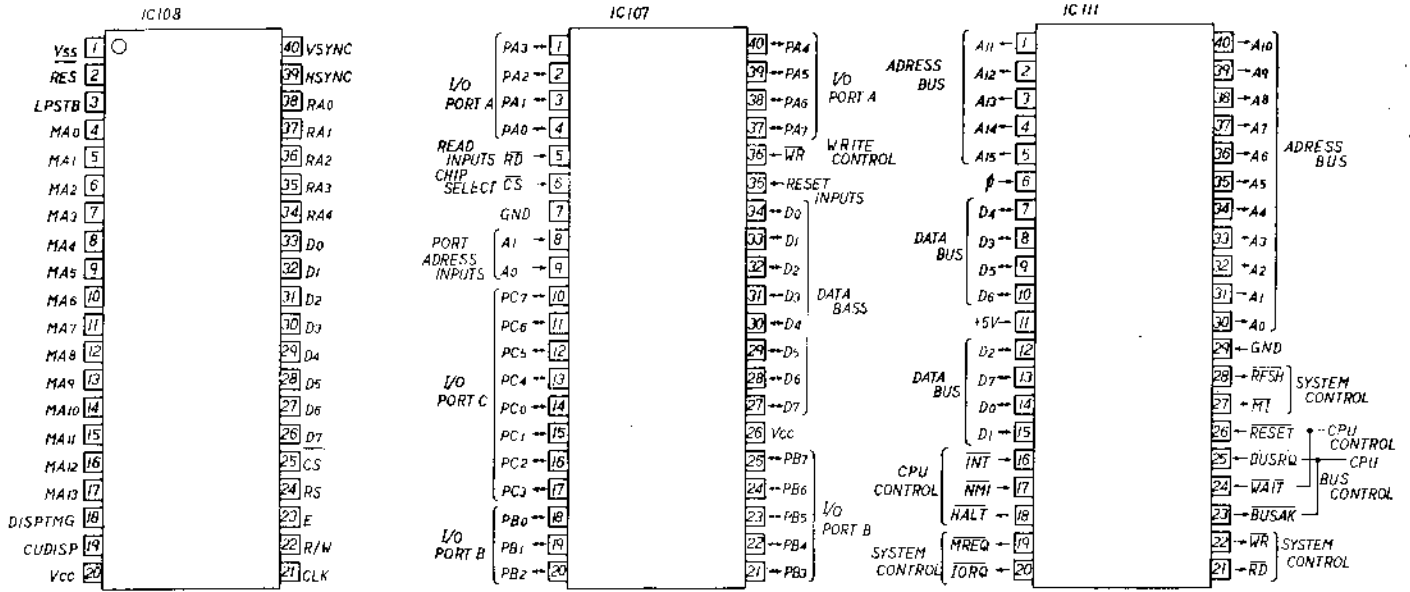 IC108
Vss 1
RES 2
LPSTB 3
MA0 4
MA1 5
MA2 6
MA3 7
MA4 8
MA5 9
MA6 10
MA7 11
MA8 12
MA9 13
MA10 14
MA11 15
MA12 16
MA13 17
DISPTMG 18
CUDISP 19
Vcc 20
40 VSYNC
39 HSYNC
38 RA0
37 RA1
36 RA2
35 RA3
34 RA4
33 D0
32 D1
31 D2
30 D3
29 D4
28 D5
27 D6
26 D7
25 CS
24 RS
23 E
22 R/W
21 CLK
IC107
I/O
PORT A
PA3 1
PA2 2
PA1 3
PA0 4
READ
INPUTS RD 5
CHIP
SELECT CS 6
GND 7
PORT
ADRESS
INPUTS
A1 8
A0 9
I/O
PORT C
PC7 10
PC6 11
PC5 12
PC4 13
PC0 14
PC1 15
PC2 16
PC3 17
I/O
PORT B
PB0 18
PB1 19
PB2 20
40 PA4
39 PA5
38 PA6
37 PA7
I/O
PORT A
36 WR
WRITE
CONTROL
35 RESET
INPUTS
34 D0
33 D1
32 D2
31 D3
30 D4
29 D5
28 D6
27 D7
DATA
BASS
26 Vcc
25 PB7
24 PB6
23 PB5
22 PB4
21 PB3
I/O
PORT B
IC111
ADRESS
BUS
A11 1
A12 2
A13 3
A14 4
A15 5
ϕ 6
DATA
BUS
D4 7
D3 8
D5 9
D6 10
+5V 11
DATA
BUS
D2 12
D7 13
D0 14
D1 15
CPU
CONTROL
INT 16
NMI 17
HALT 18
SYSTEM
CONTROL
MREQ 19
IORQ 20
40 A10
39 A9
38 A8
37 A7
36 A6
35 A5
34 A4
33 A3
32 A2
31 A1
30 A0
ADRESS
BUS
29 GND
28 RFSH
27 M1
SYSTEM
CONTROL
26 RESET
25 BUSRQ
24 WAIT
23 BUSAK
CPU
CONTROL
CPU
BUS
CONTROL
22 WR
21 RD
SYSTEM
CONTROL